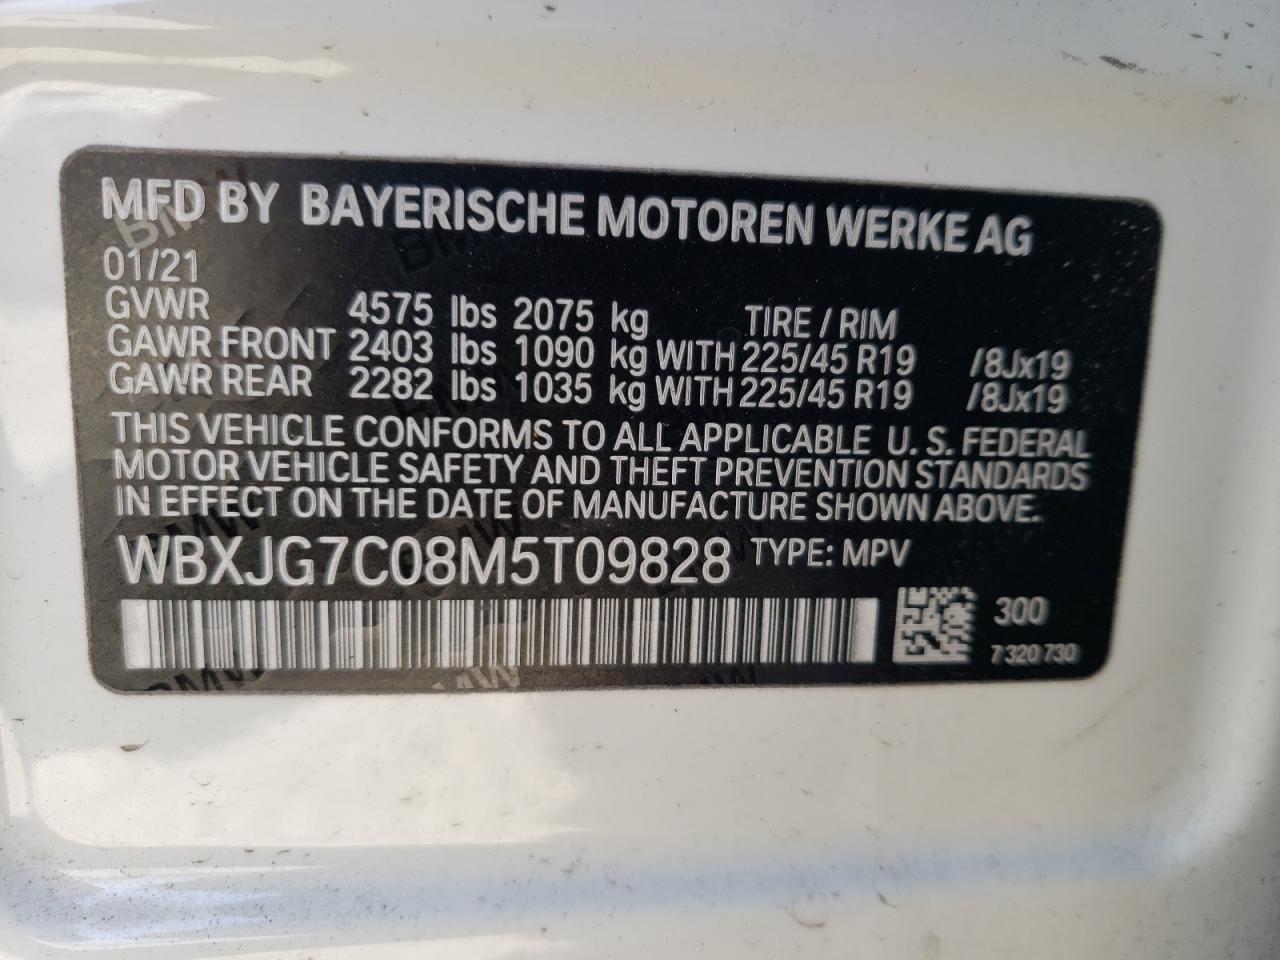 MFD BY BAYERISCHE MOTOREN WERKE AG
01/21
GVWR 4575 lbs 2075 kg TIRE / RIM
GAWR FRONT 2403 lbs 1090 kg WITH 225/45 R19 /8Jx19
GAWR REAR 2282 lbs 1035 kg WITH 225/45 R19 /8Jx19
THIS VEHICLE CONFORMS TO ALL APPLICABLE U. S. FEDERAL
MOTOR VEHICLE SAFETY AND THEFT PREVENTION STANDARDS
IN EFFECT ON THE DATE OF MANUFACTURE SHOWN ABOVE.
WBXJG7C08M5T09828 TYPE: MPV
300
7 320 730